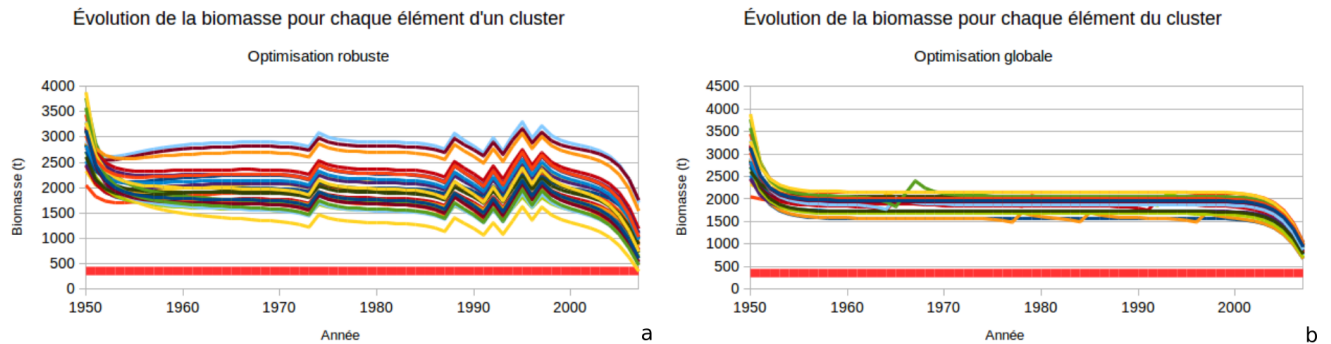 Évolution de la biomasse pour chaque élément d'un cluster
Optimisation robuste
Biomasse (t)
4000
3500
3000
2500
2000
1500
1000
500
0
1950 1960 1970 1980 1990 2000
Année
a
Évolution de la biomasse pour chaque élément du cluster
Optimisation globale
Biomasse (t)
4500
4000
3500
3000
2500
2000
1500
1000
500
0
1950 1960 1970 1980 1990 2000
Année
b